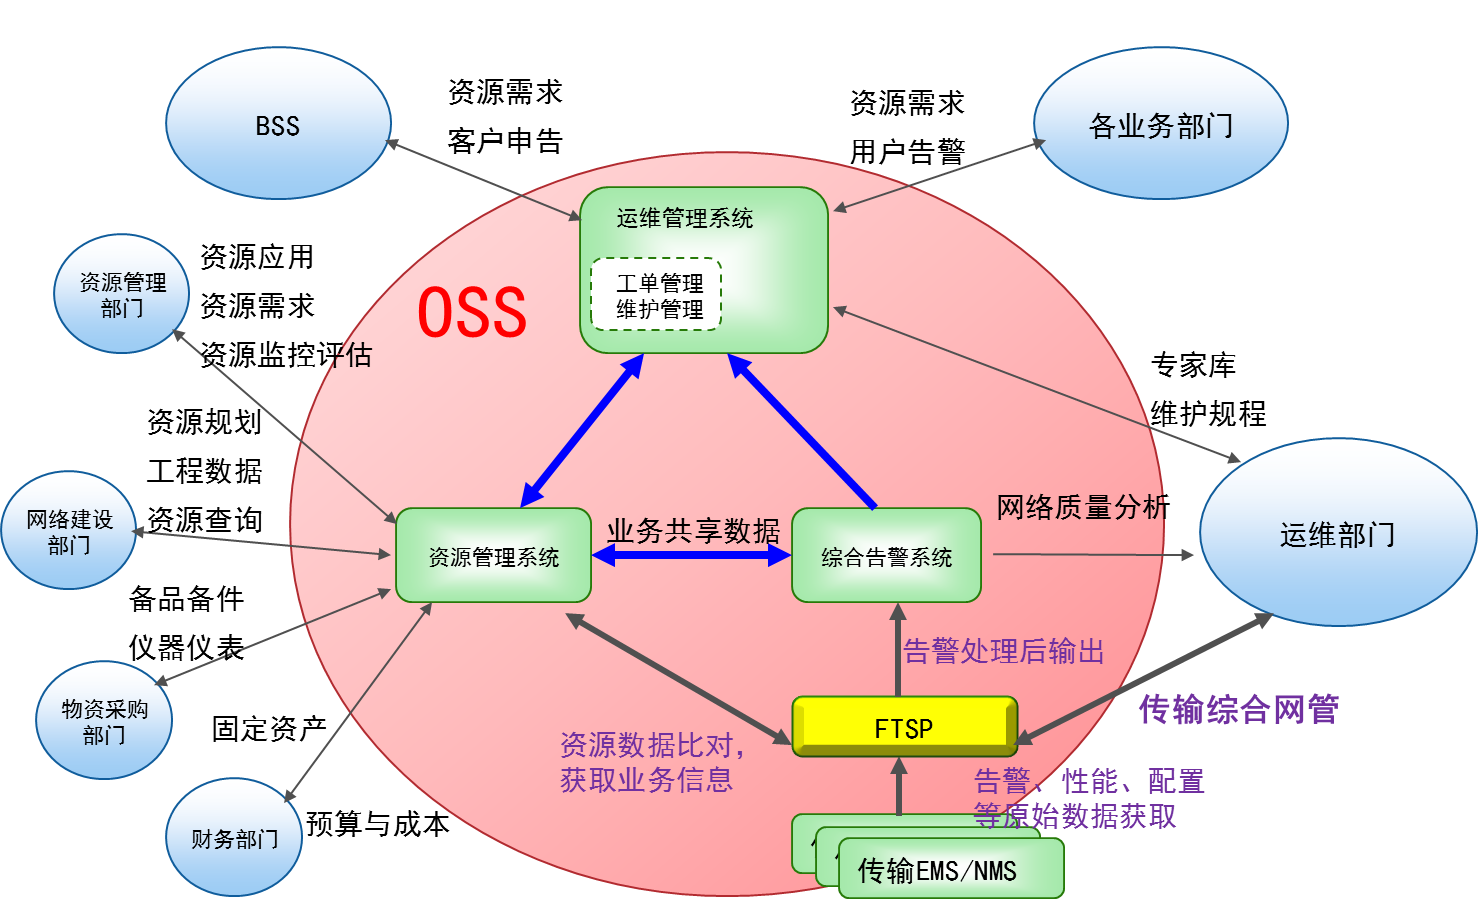 BSS
资源需求
客户申告
资源需求
用户告警
各业务部门
运维管理系统
工单管理
维护管理
OSS
资源管理
部门
资源应用
资源需求
资源监控评估
专家库
维护规程
资源规划
工程数据
资源查询
网络建设
部门
资源管理系统
业务共享数据
综合告警系统
网络质量分析
运维部门
备品备件
仪器仪表
告警处理后输出
物资采购
部门
固定资产
FTSP
传输综合网管
资源数据比对，
获取业务信息
告警、性能、配置
等原始数据获取
财务部门
预算与成本
传输EMS/NMS